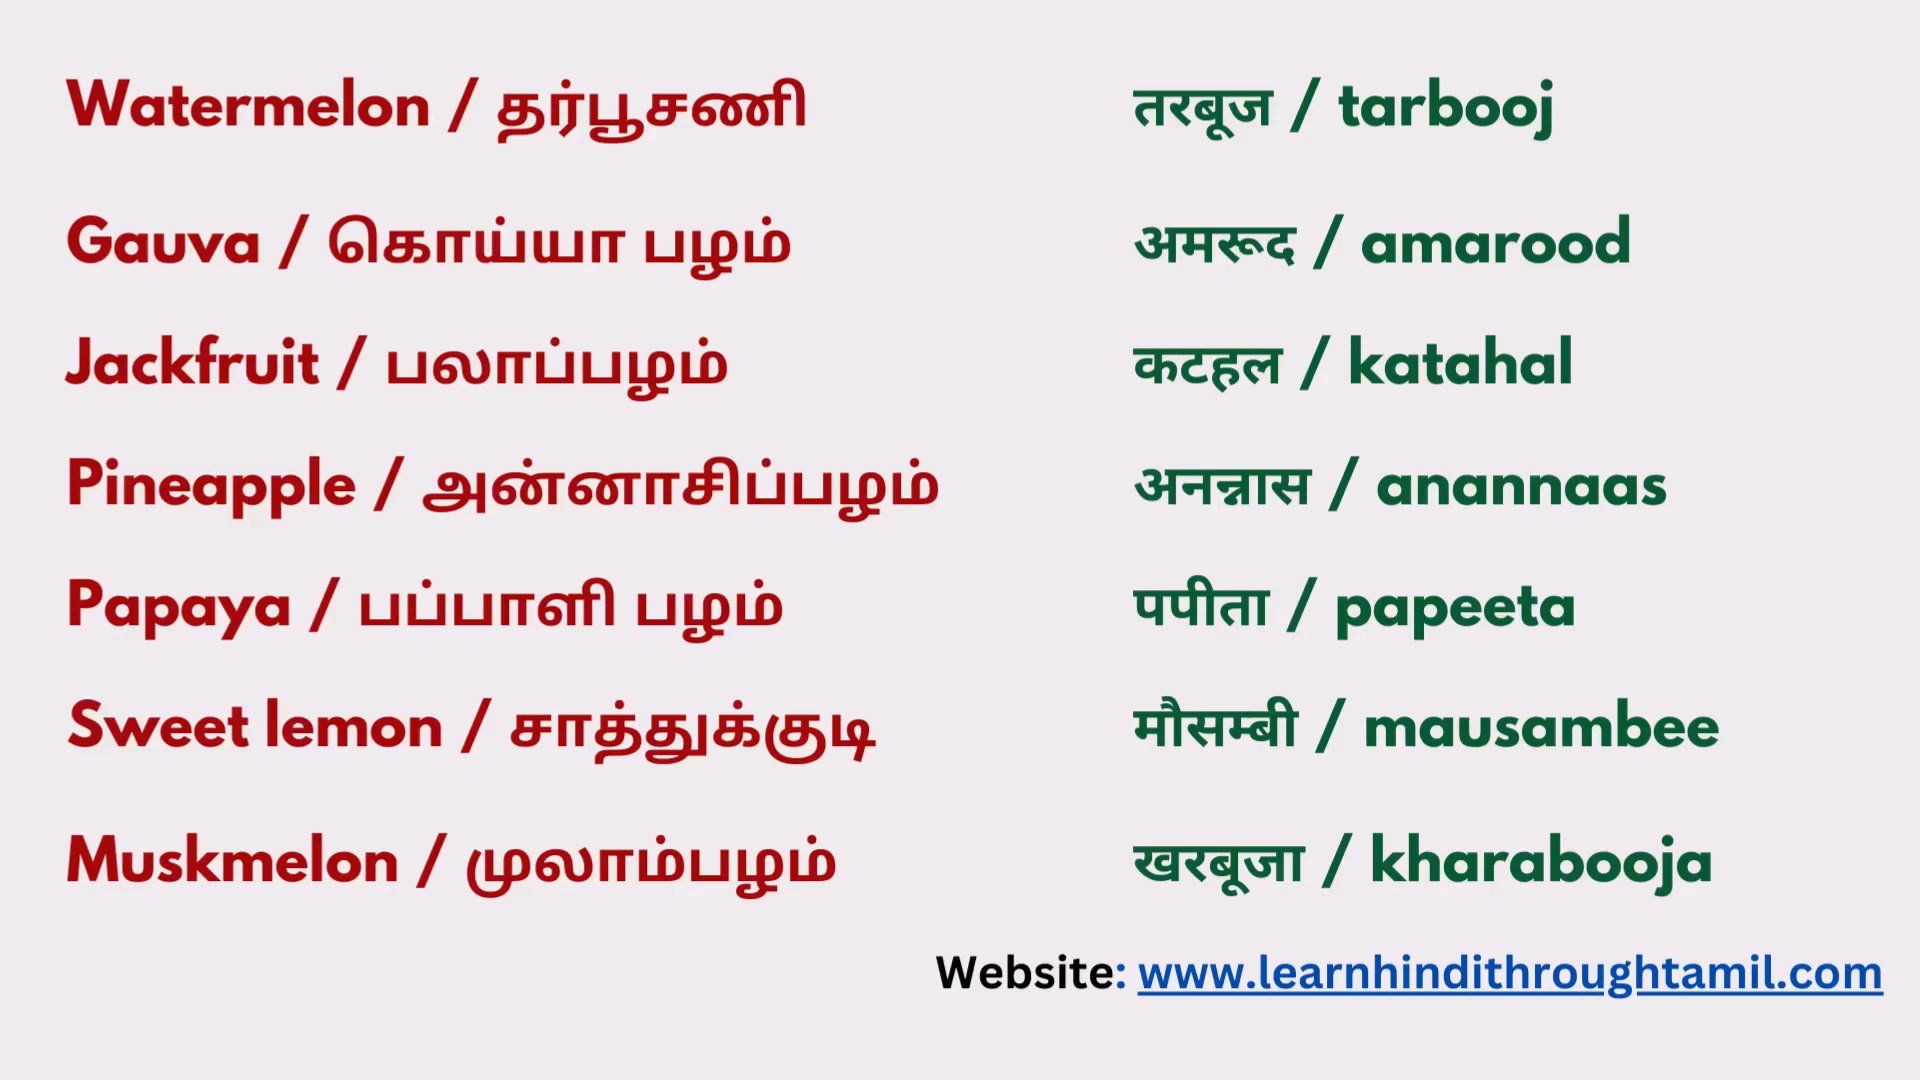 Watermelon / தர்பூசணி तरबूज / tarbooj
Gauva / கொய்யா பழம் अमरूद / amarood
Jackfruit / பலாப்பழம் कटहल / katahal
Pineapple / அன்னாசிப்பழம் अनन्नास / anannaas
Papaya / பப்பாளி பழம் पपीता / papeeta
Sweet lemon / சாத்துக்குடி मौसम्बी / mausambee
Muskmelon / முலாம்பழம் खरबूजा / kharabooja
Website: www.learnhindithroughtamil.com